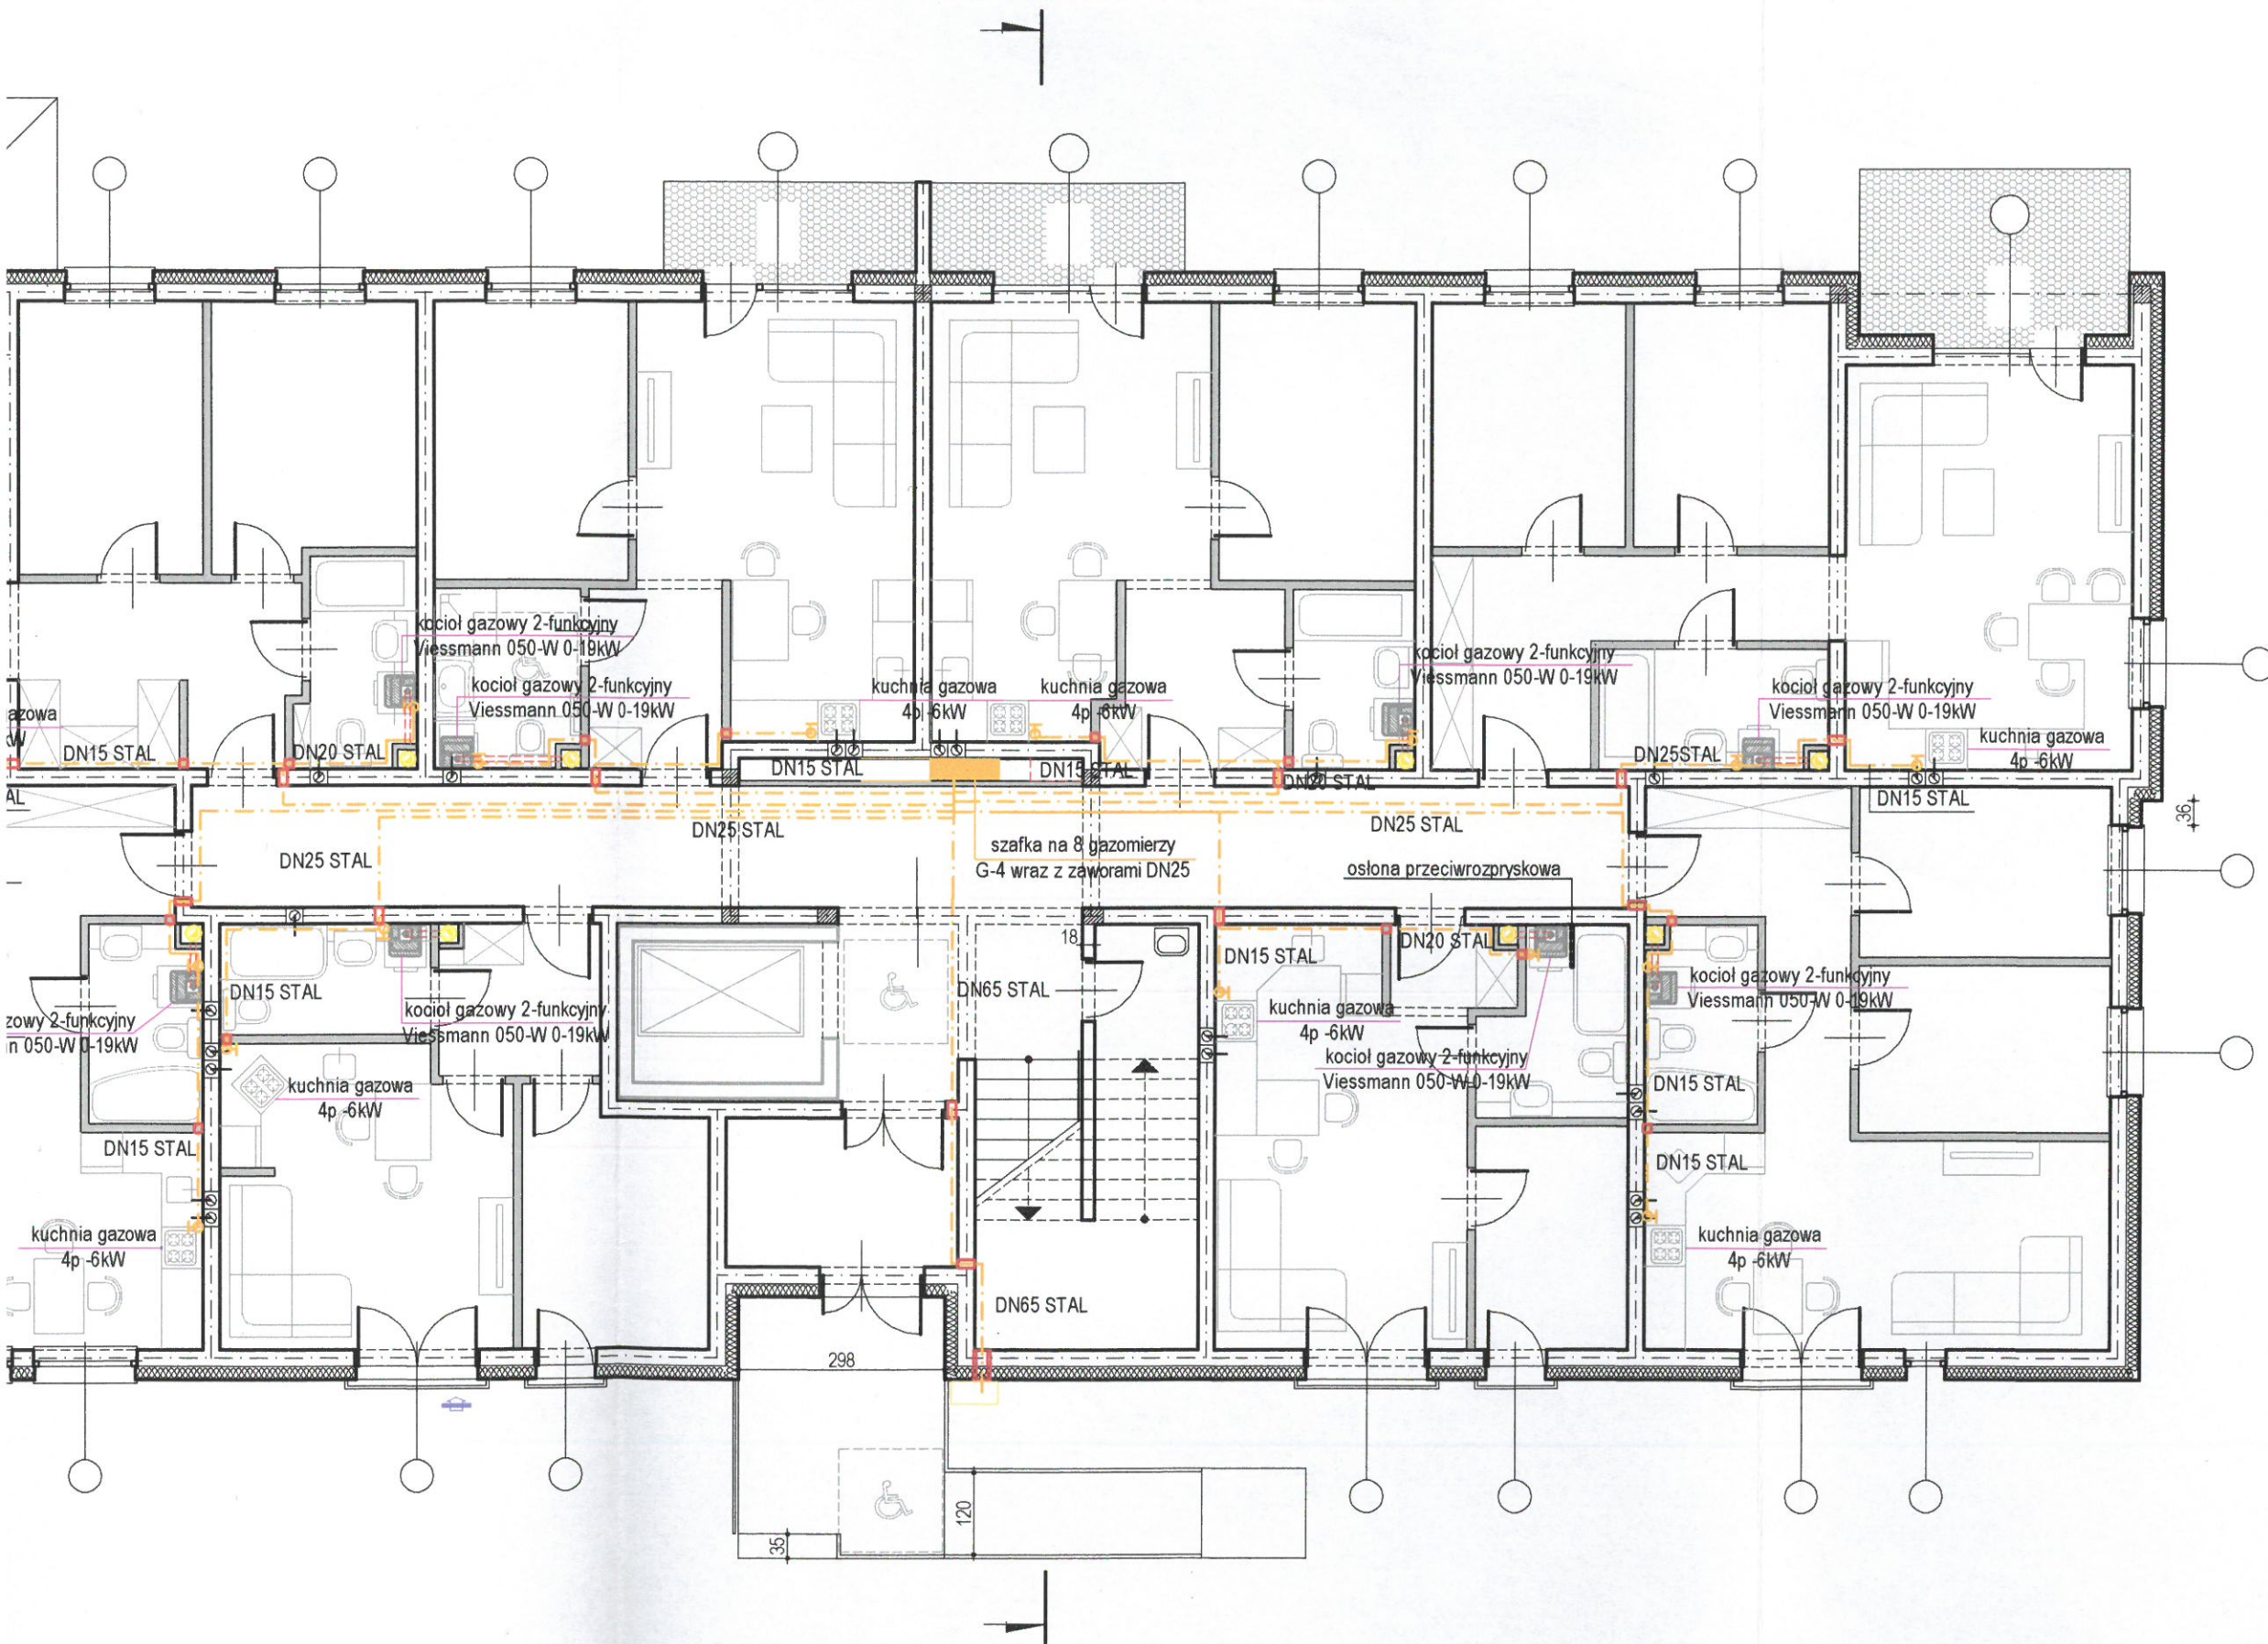 kocioł gazowy 2-funkcyjny
Viessmann 050-W 0-19kW
kocioł gazowy 2-funkcyjny
Viessmann 050-W 0-19kW
kuchnia gazowa
4p -6kW
kuchnia gazowa
4p -6kW
kocioł gazowy 2-funkcyjny
Viessmann 050-W 0-19kW
kocioł gazowy 2-funkcyjny
Viessmann 050-W 0-19kW
kuchnia gazowa
4p -6kW
azowa
kW
DN15 STAL
DN20 STAL
DN15 STAL
DN15 STAL
DN20 STAL
DN25STAL
DN15 STAL
AL
36
DN25 STAL
DN25 STAL
DN25 STAL
szafka na 8 gazomierzy
G-4 wraz z zaworami DN25
osłona przeciwrozpryskowa
18
DN15 STAL
DN65 STAL
DN15 STAL
DN20 STAL
zowy 2-funkcyjny
n 050-W 0-19kW
kocioł gazowy 2-funkcyjny
Viessmann 050-W 0-19kW
kuchnia gazowa
4p -6kW
kocioł gazowy 2-funkcyjny
Viessmann 050-W 0-19kW
kocioł gazowy 2-funkcyjny
Viessmann 050-W 0-19kW
kuchnia gazowa
4p -6kW
DN15 STAL
DN15 STAL
DN15 STAL
kuchnia gazowa
4p -6kW
kuchnia gazowa
4p -6kW
DN65 STAL
298
120
35